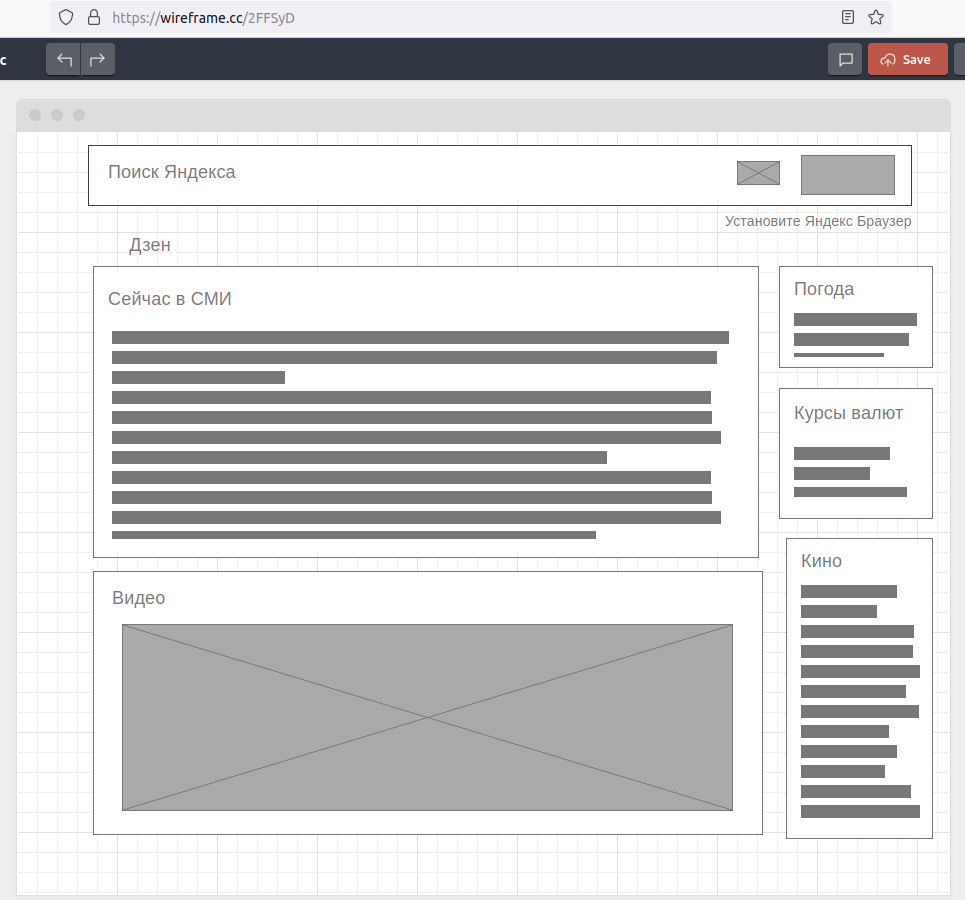 https://wireframe.cc/2FFSyD
c
Save
Поиск Яндекса
Установите Яндекс Браузер
Дзен
Сейчас в СМИ
Погода
Курсы валют
Кино
Видео